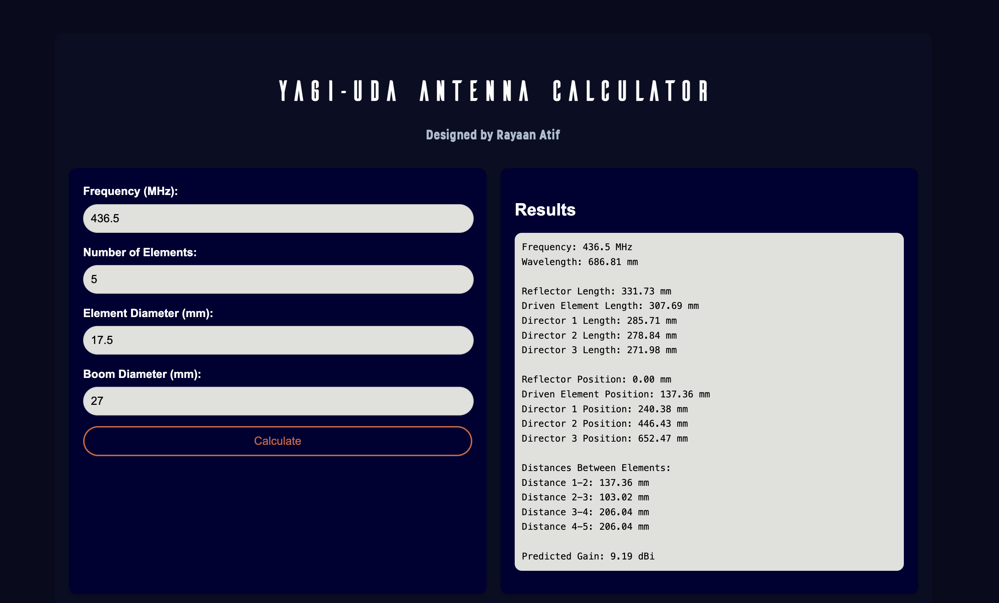 YAGI-UDA ANTENNA CALCULATOR
Designed by Rayaan Atif
Frequency (MHz):
436.5
Number of Elements:
5
Element Diameter (mm):
17.5
Boom Diameter (mm):
27
Calculate
Results
Frequency: 436.5 MHz
Wavelength: 686.81 mm
Reflector Length: 331.73 mm
Driven Element Length: 307.69 mm
Director 1 Length: 285.71 mm
Director 2 Length: 278.84 mm
Director 3 Length: 271.98 mm
Reflector Position: 0.00 mm
Driven Element Position: 137.36 mm
Director 1 Position: 240.38 mm
Director 2 Position: 446.43 mm
Director 3 Position: 652.47 mm
Distances Between Elements:
Distance 1-2: 137.36 mm
Distance 2-3: 103.02 mm
Distance 3-4: 206.04 mm
Distance 4-5: 206.04 mm
Predicted Gain: 9.19 dBi